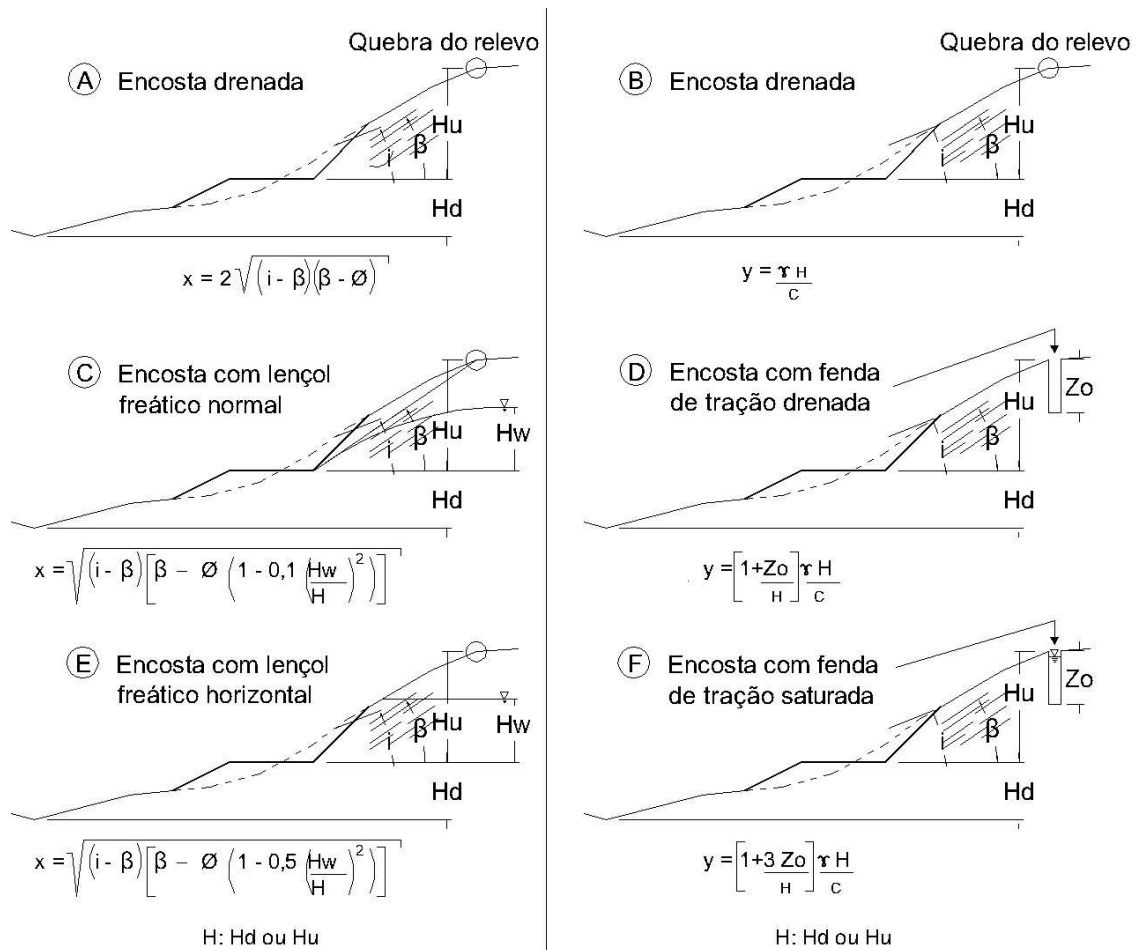 Quebra do relevo
A Encosta drenada
Hu
i
β
Hd
x = 2 √(i - β)(β - Ø)
C Encosta com lençol
freático normal
Hu
Hw
i
β
Hd
x = √(i - β)[β – Ø (1 - 0,1 (Hw/H)²)]
E Encosta com lençol
freático horizontal
Hu
Hw
i
β
Hd
x = √(i - β)[β – Ø (1 - 0,5 (Hw/H)²)]
H: Hd ou Hu
Quebra do relevo
B Encosta drenada
Hu
i
β
Hd
y = γ H/C
D Encosta com fenda
de tração drenada
Hu
Zo
i
β
Hd
y = [1+Zo/H] γ H/C
F Encosta com fenda
de tração saturada
Hu
Zo
i
β
Hd
y = [1+3 Zo/H] γ H/C
H: Hd ou Hu